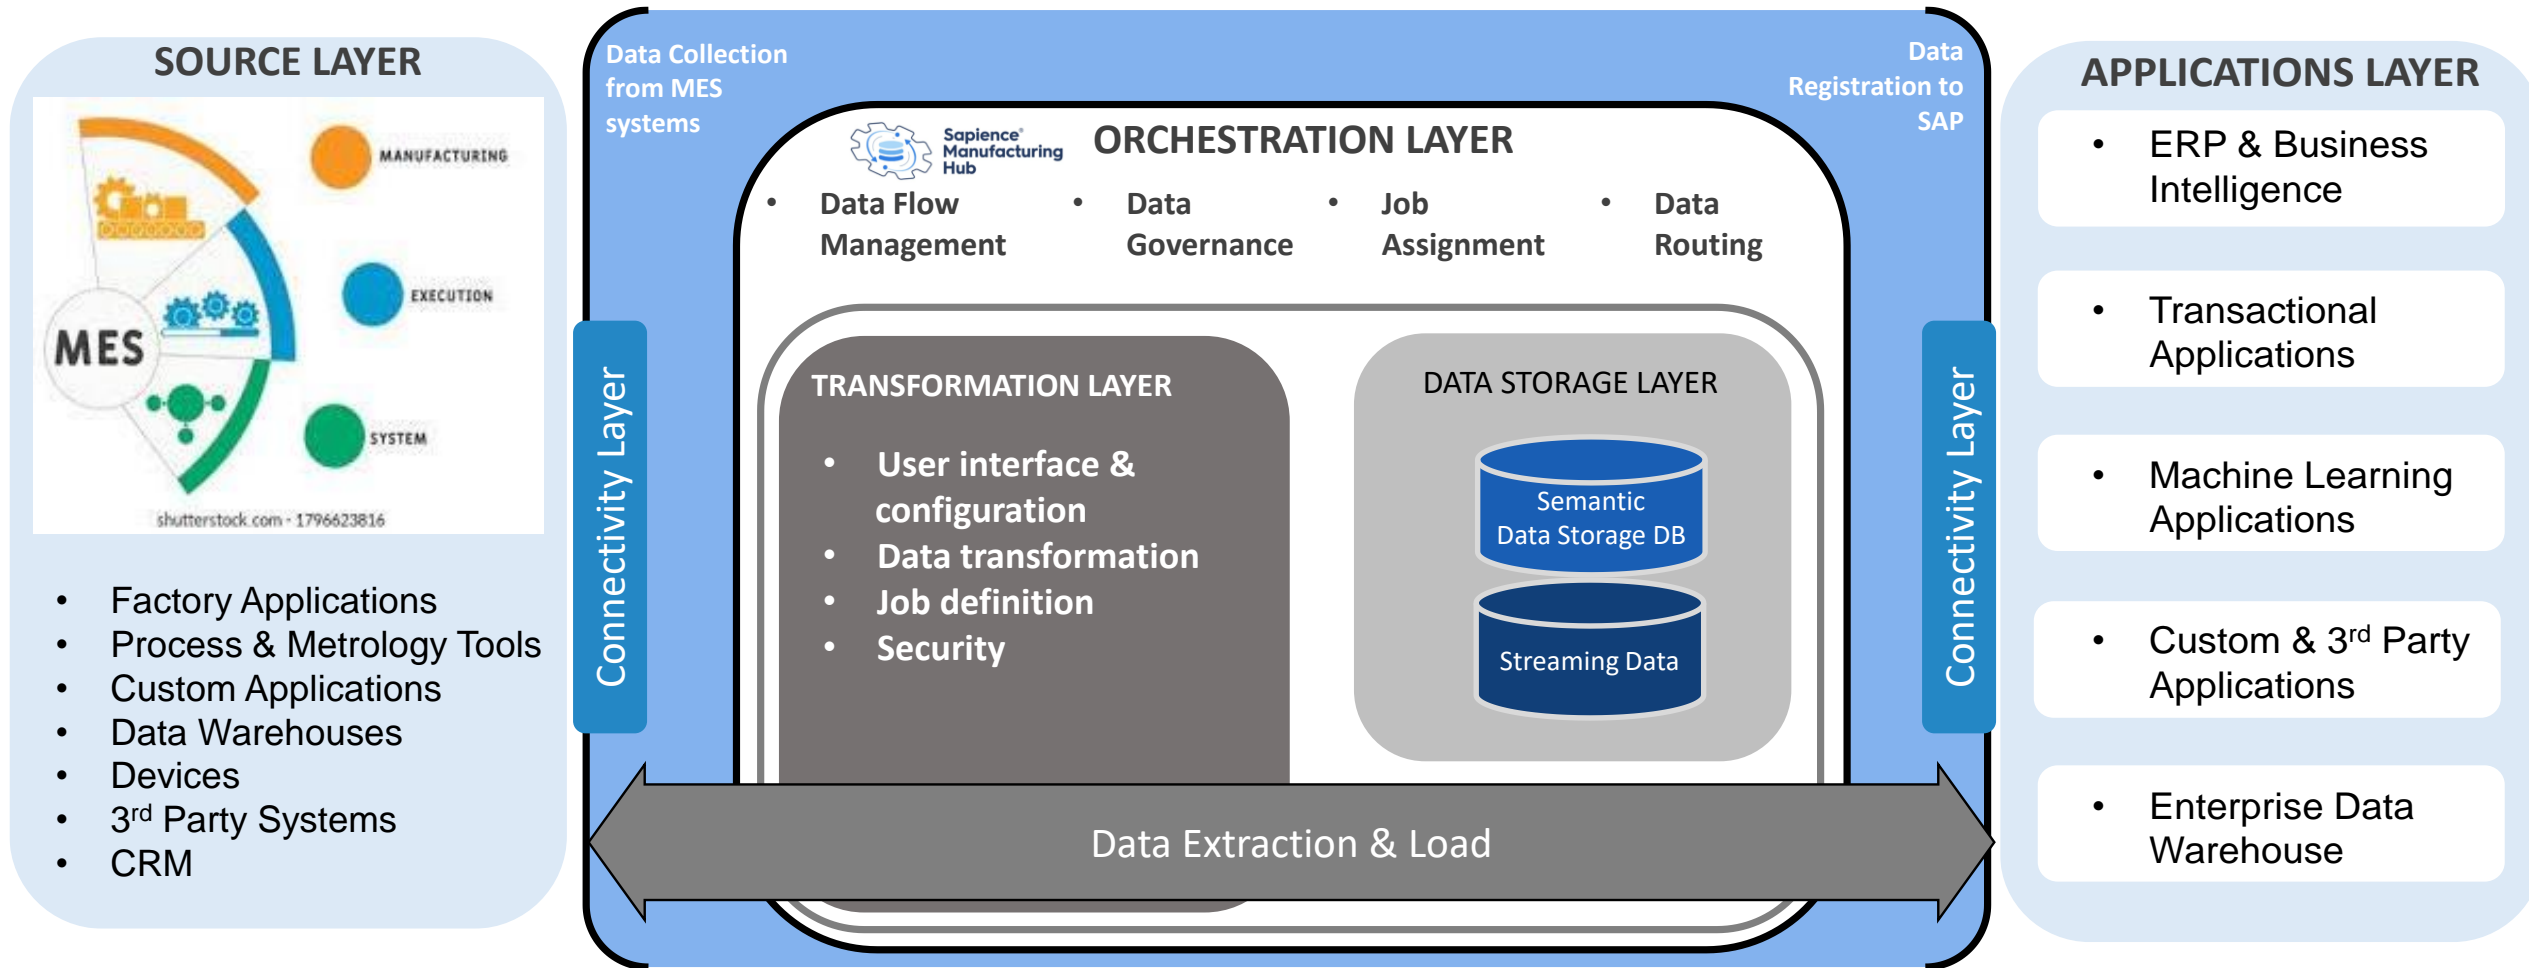 SOURCE LAYER
MANUFACTURING
EXECUTION
MES
SYSTEM
shutterstock.com · 1796623816
• Factory Applications
• Process & Metrology Tools
• Custom Applications
• Data Warehouses
• Devices
• 3rd Party Systems
• CRM
Connectivity Layer
Data Collection
from MES
systems
Data
Registration to
SAP
Sapience®
Manufacturing
Hub
ORCHESTRATION LAYER
• Data Flow
Management
• Data
Governance
• Job
Assignment
• Data
Routing
TRANSFORMATION LAYER
• User interface &
configuration
• Data transformation
• Job definition
• Security
DATA STORAGE LAYER
Semantic
Data Storage DB
Streaming Data
Data Extraction & Load
Connectivity Layer
APPLICATIONS LAYER
• ERP & Business
Intelligence
• Transactional
Applications
• Machine Learning
Applications
• Custom & 3rd Party
Applications
• Enterprise Data
Warehouse